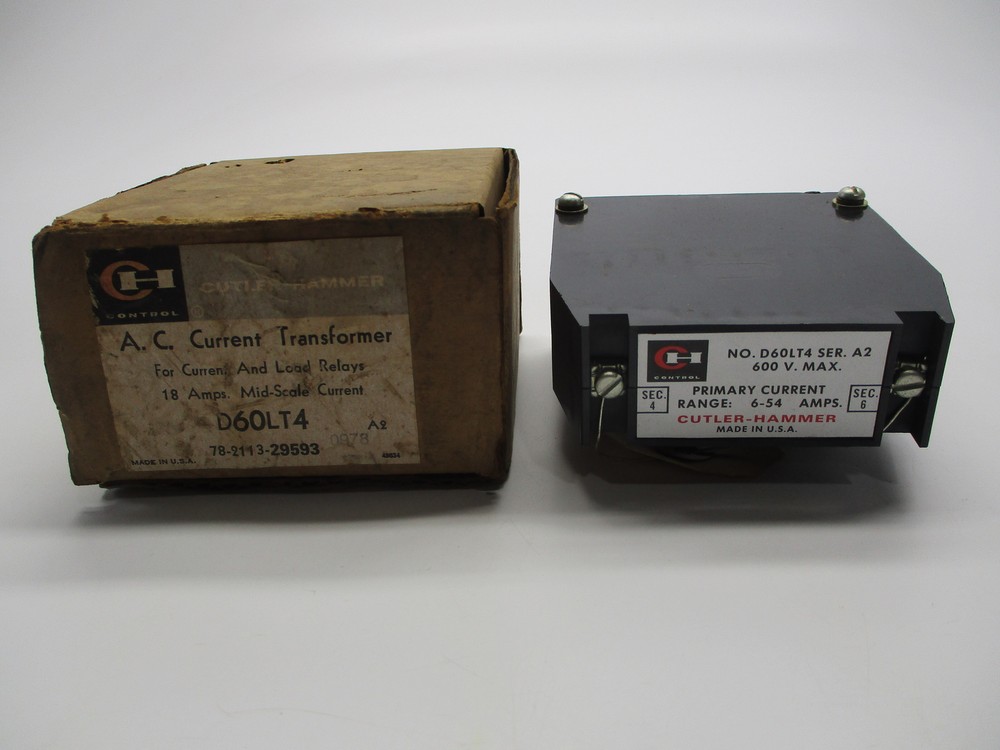 CH
CONTROL
CUTLER-HAMMER
A. C. Current Transformer
For Current And Load Relays
18 Amps. Mid-Scale Current
D60LT4 A2
0978
78-2113-29593
MADE IN U.S.A.
CH
CONTROL
NO. D60LT4 SER. A2
600 V. MAX.
SEC.
4
PRIMARY CURRENT
RANGE: 6-54 AMPS.
SEC.
6
CUTLER-HAMMER
MADE IN U.S.A.